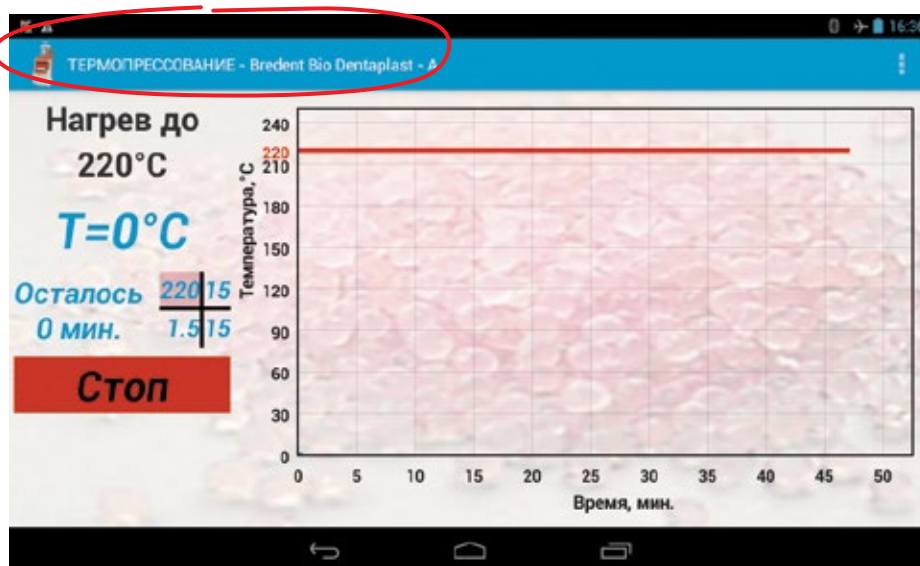 16:30
ТЕРМОПРЕССОВАНИЕ - Bredent Bio Dentaplast - A
Нагрев до
220°C
T=0°C
Осталось
0 мин.
220 15
1.5 15
Стоп
Температура,°C
240
220
210
180
150
120
90
60
30
0
0 5 10 15 20 25 30 35 40 45 50
Время, мин.